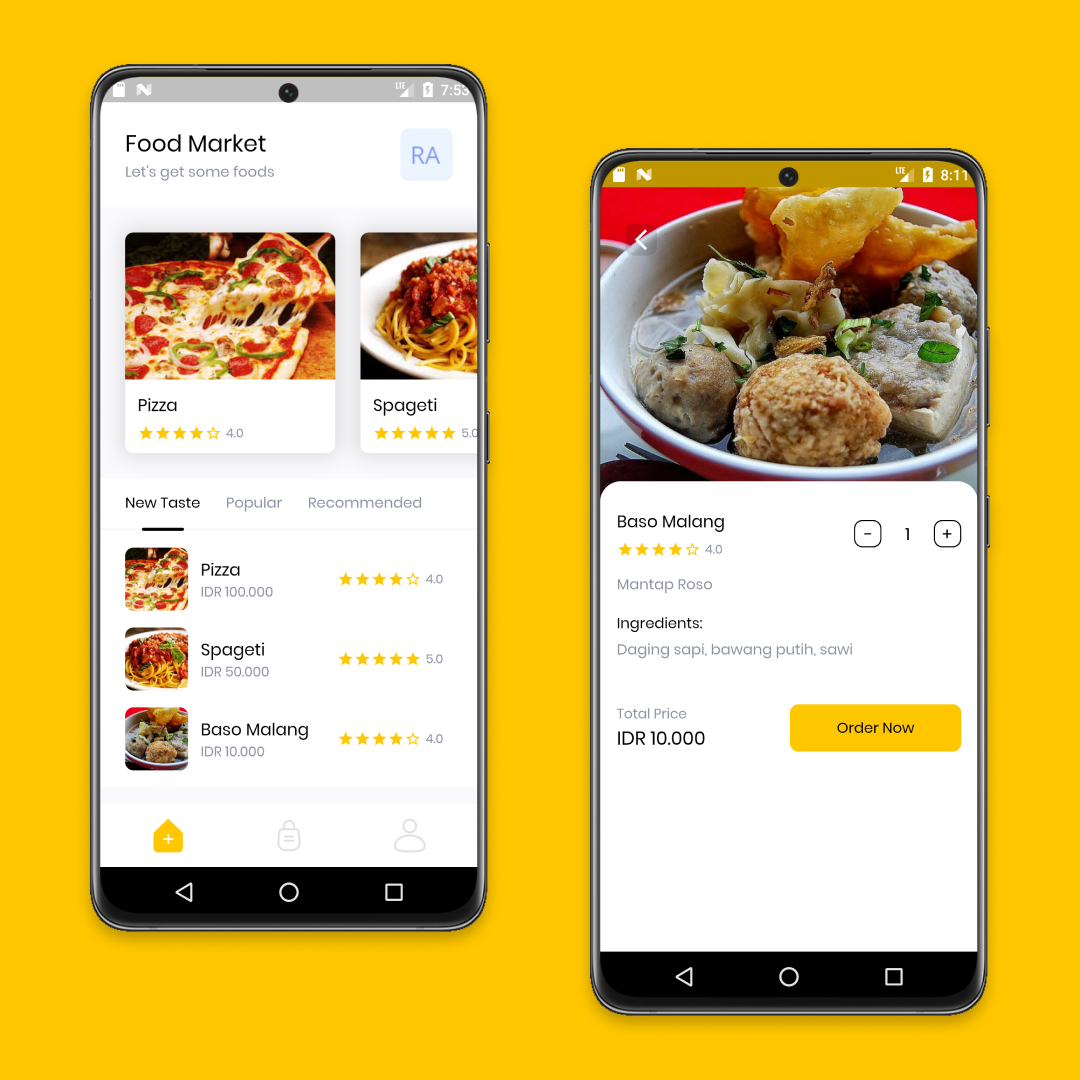 LTE 7:53
Food Market
Let's get some foods
RA
Pizza
4.0
Spageti
5.0
New Taste Popular Recommended
Pizza
IDR 100.000
4.0
Spageti
IDR 50.000
5.0
Baso Malang
IDR 10.000
4.0
LTE 8:11
Baso Malang
4.0
- 1 +
Mantap Roso
Ingredients:
Daging sapi, bawang putih, sawi
Total Price
IDR 10.000
Order Now